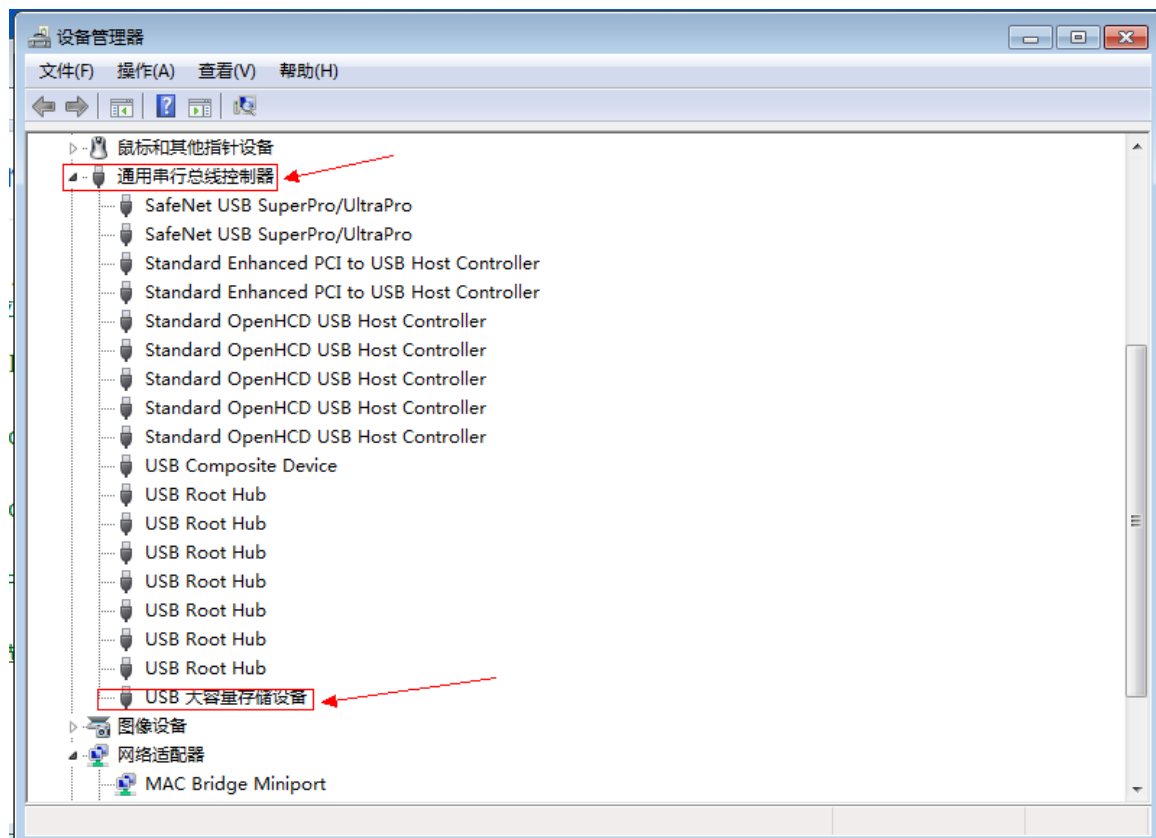 设备管理器
文件(F) 操作(A) 查看(V) 帮助(H)
鼠标和其他指针设备
通用串行总线控制器
SafeNet USB SuperPro/UltraPro
SafeNet USB SuperPro/UltraPro
Standard Enhanced PCI to USB Host Controller
Standard Enhanced PCI to USB Host Controller
Standard OpenHCD USB Host Controller
Standard OpenHCD USB Host Controller
Standard OpenHCD USB Host Controller
Standard OpenHCD USB Host Controller
Standard OpenHCD USB Host Controller
USB Composite Device
USB Root Hub
USB Root Hub
USB Root Hub
USB Root Hub
USB Root Hub
USB Root Hub
USB Root Hub
USB 大容量存储设备
图像设备
网络适配器
MAC Bridge Miniport